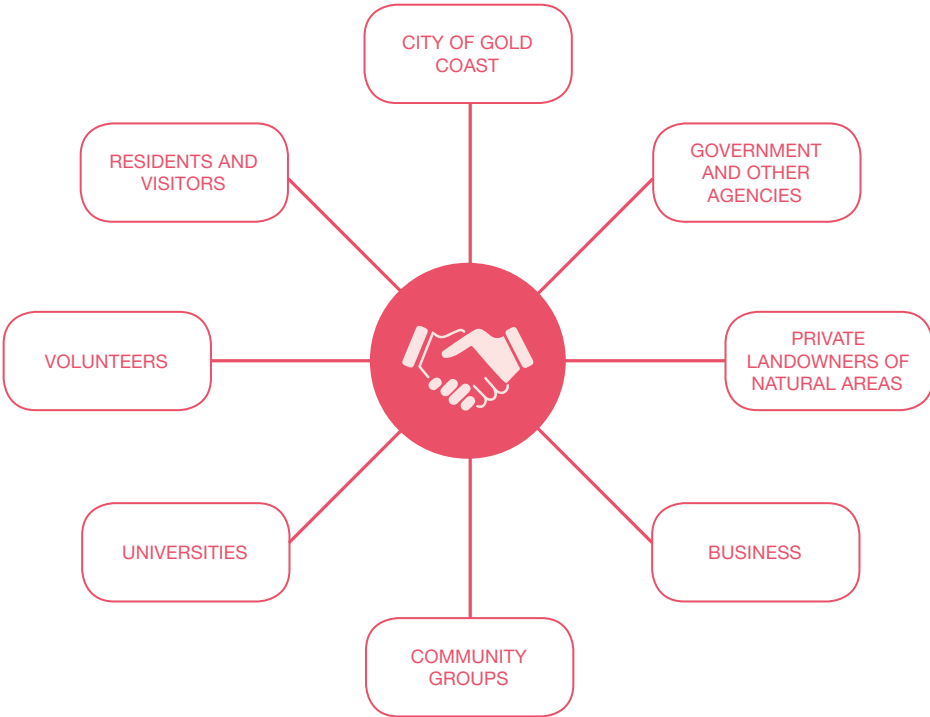 CITY OF GOLD
COAST
RESIDENTS AND
VISITORS
GOVERNMENT
AND OTHER
AGENCIES
VOLUNTEERS
PRIVATE
LANDOWNERS OF
NATURAL AREAS
UNIVERSITIES
BUSINESS
COMMUNITY
GROUPS